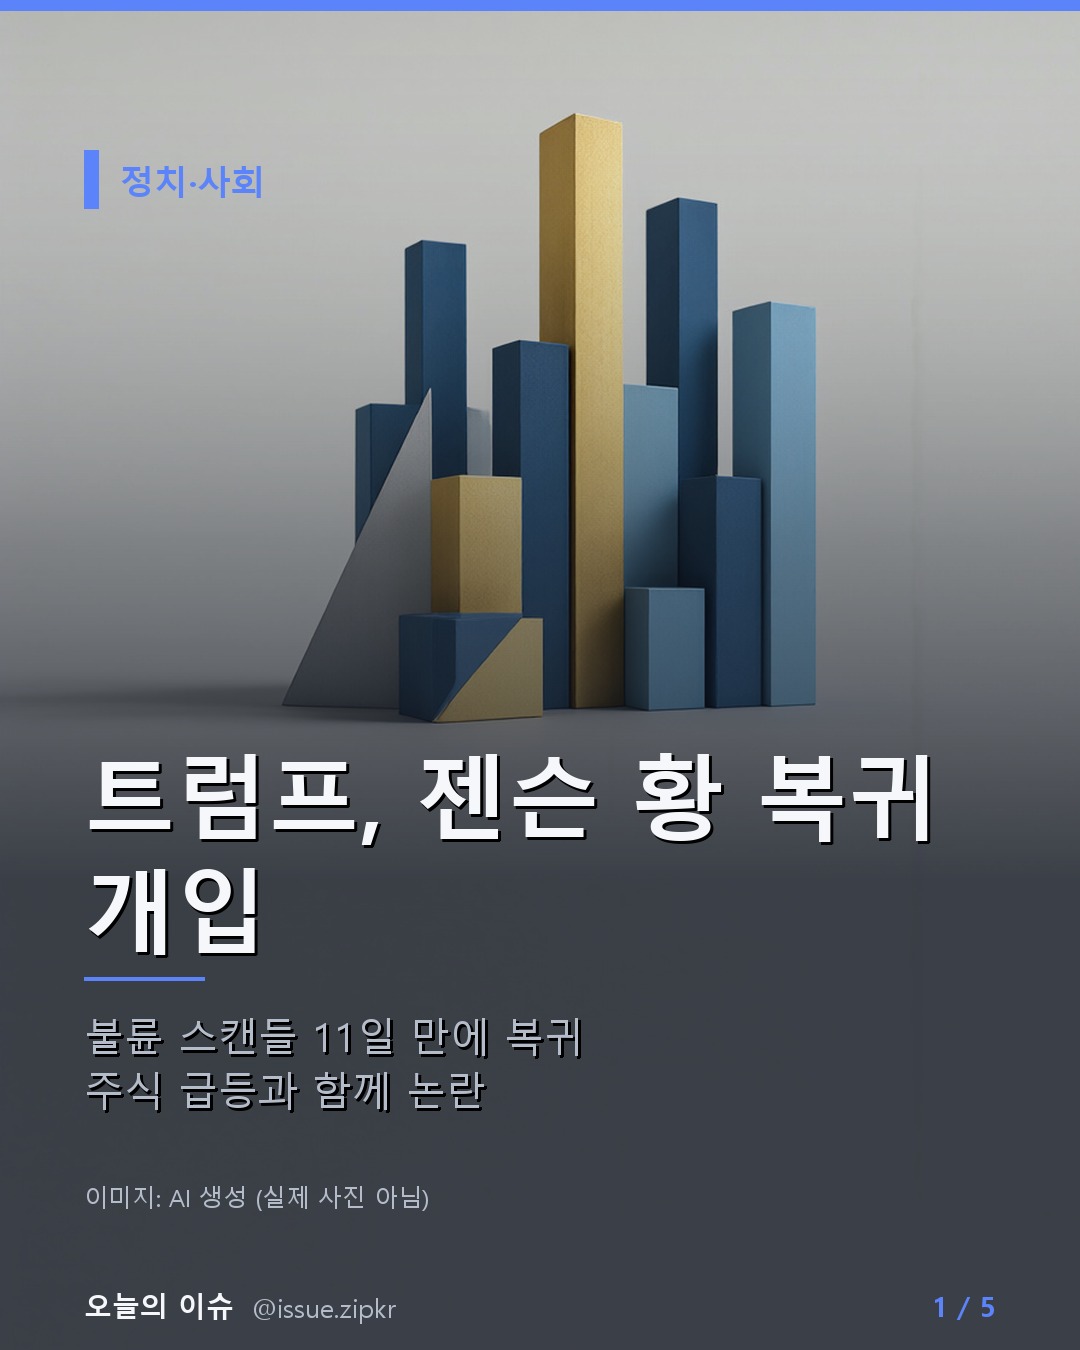 정치·사회
트럼프, 젠슨 황 복귀
개입
불륜 스캔들 11일 만에 복귀
주식 급등과 함께 논란
이미지: AI 생성 (실제 사진 아님)
오늘의 이슈 @issue.zipkr
1 / 5